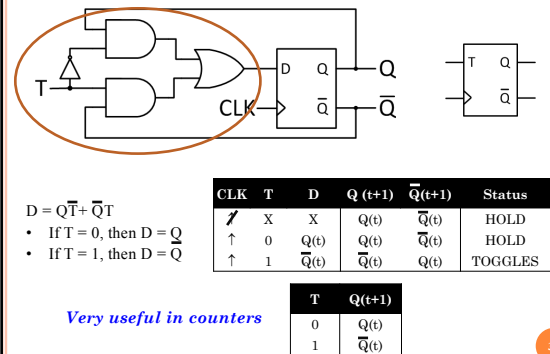 D Q Q
T Q
T
CLK Q̅ Q̅
Q̅
D = QT̅ + Q̅T
• If T = 0, then D = Q
• If T = 1, then D = Q̅
CLK T D Q (t+1) Q̅(t+1) Status
X X Q(t) Q̅(t) HOLD
↑ 0 Q(t) Q(t) Q̅(t) HOLD
↑ 1 Q̅(t) Q̅(t) Q(t) TOGGLES
Very useful in counters
T Q(t+1)
0 Q(t)
1 Q̅(t)